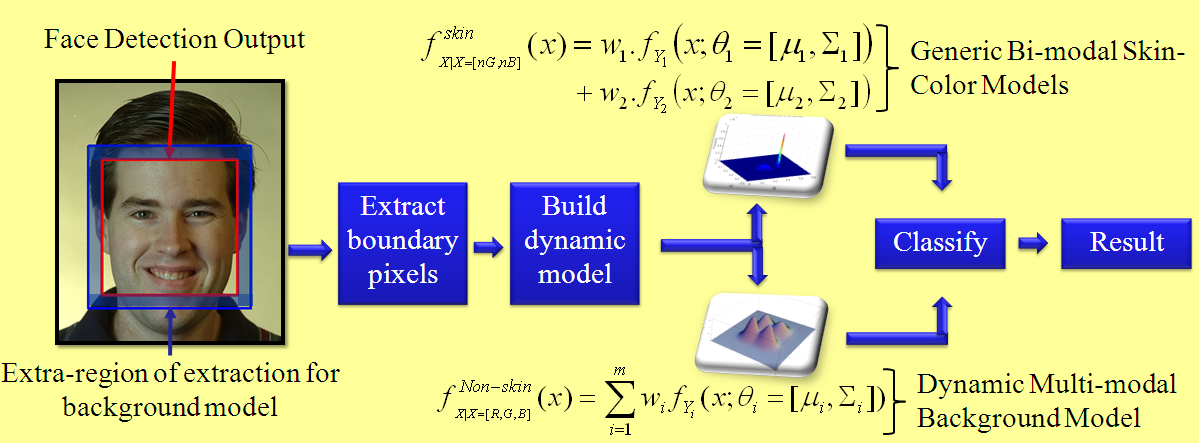 Face Detection Output
f^{skin}_{X|X=[nG,nB]}(x) = w_1.f_{Y_1}(x;θ_1 = [μ_1,Σ_1])
+ w_2.f_{Y_2}(x;θ_2 = [μ_2,Σ_2])
Generic Bi-modal Skin-
Color Models
Extract
boundary
pixels
Build
dynamic
model
Classify
Result
Extra-region of extraction for
background model
f^{Non-skin}_{X|X=[R,G,B]}(x) = \sum_{i=1}^{m} w_i f_{Y_i}(x;θ_i = [μ_i,Σ_i])
Dynamic Multi-modal
Background Model